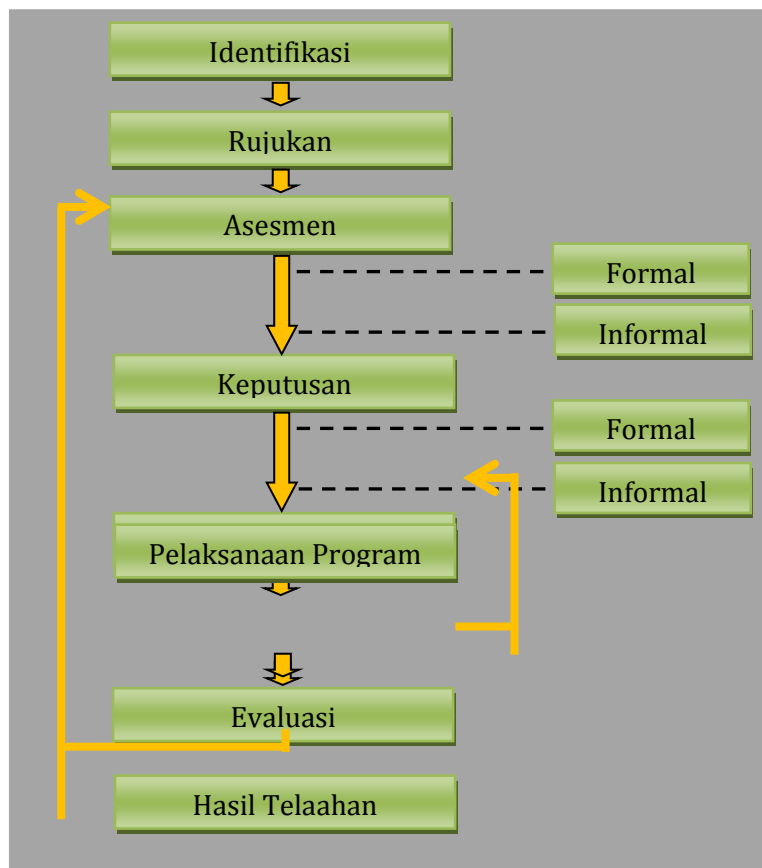 Identifikasi
Rujukan
Asesmen
Formal
Informal
Keputusan
Formal
Informal
Pelaksanaan Program
Evaluasi
Hasil Telaahan